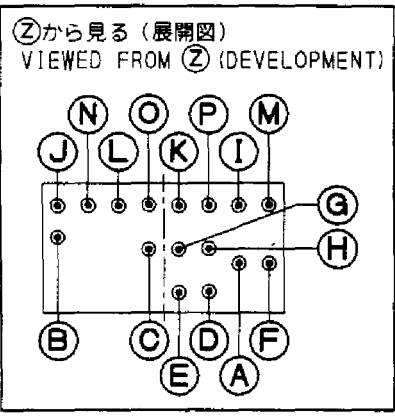 Ⓩから見る(展開図)
VIEWED FROM Ⓩ(DEVELOPMENT)
N O P M
J L K I
G
H
B C D F
E A